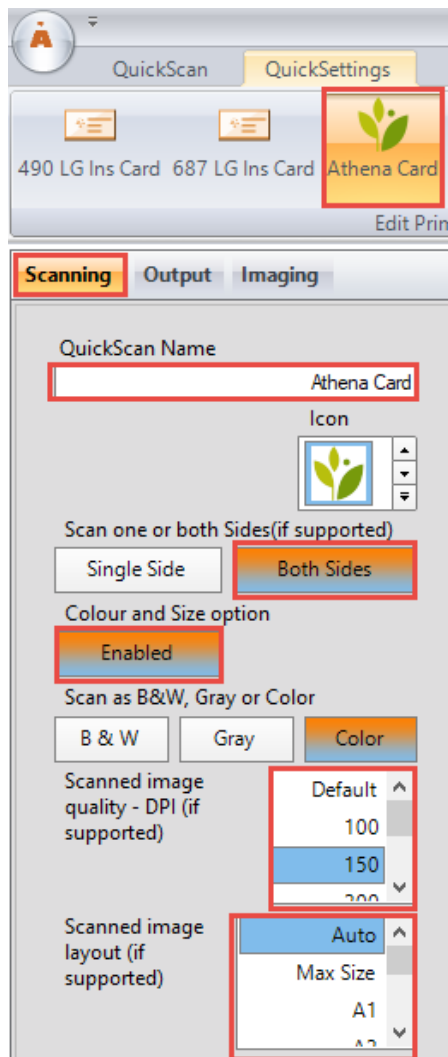 QuickScan QuickSettings
490 LG Ins Card 687 LG Ins Card Athena Card
Edit Prin
Scanning Output Imaging
QuickScan Name
Athena Card
Icon
Scan one or both Sides(if supported)
Single Side Both Sides
Colour and Size option
Enabled
Scan as B&W, Gray or Color
B & W Gray Color
Scanned image
quality - DPI (if
supported)
Default
100
150
200
Scanned image
layout (if
supported)
Auto
Max Size
A1
A2